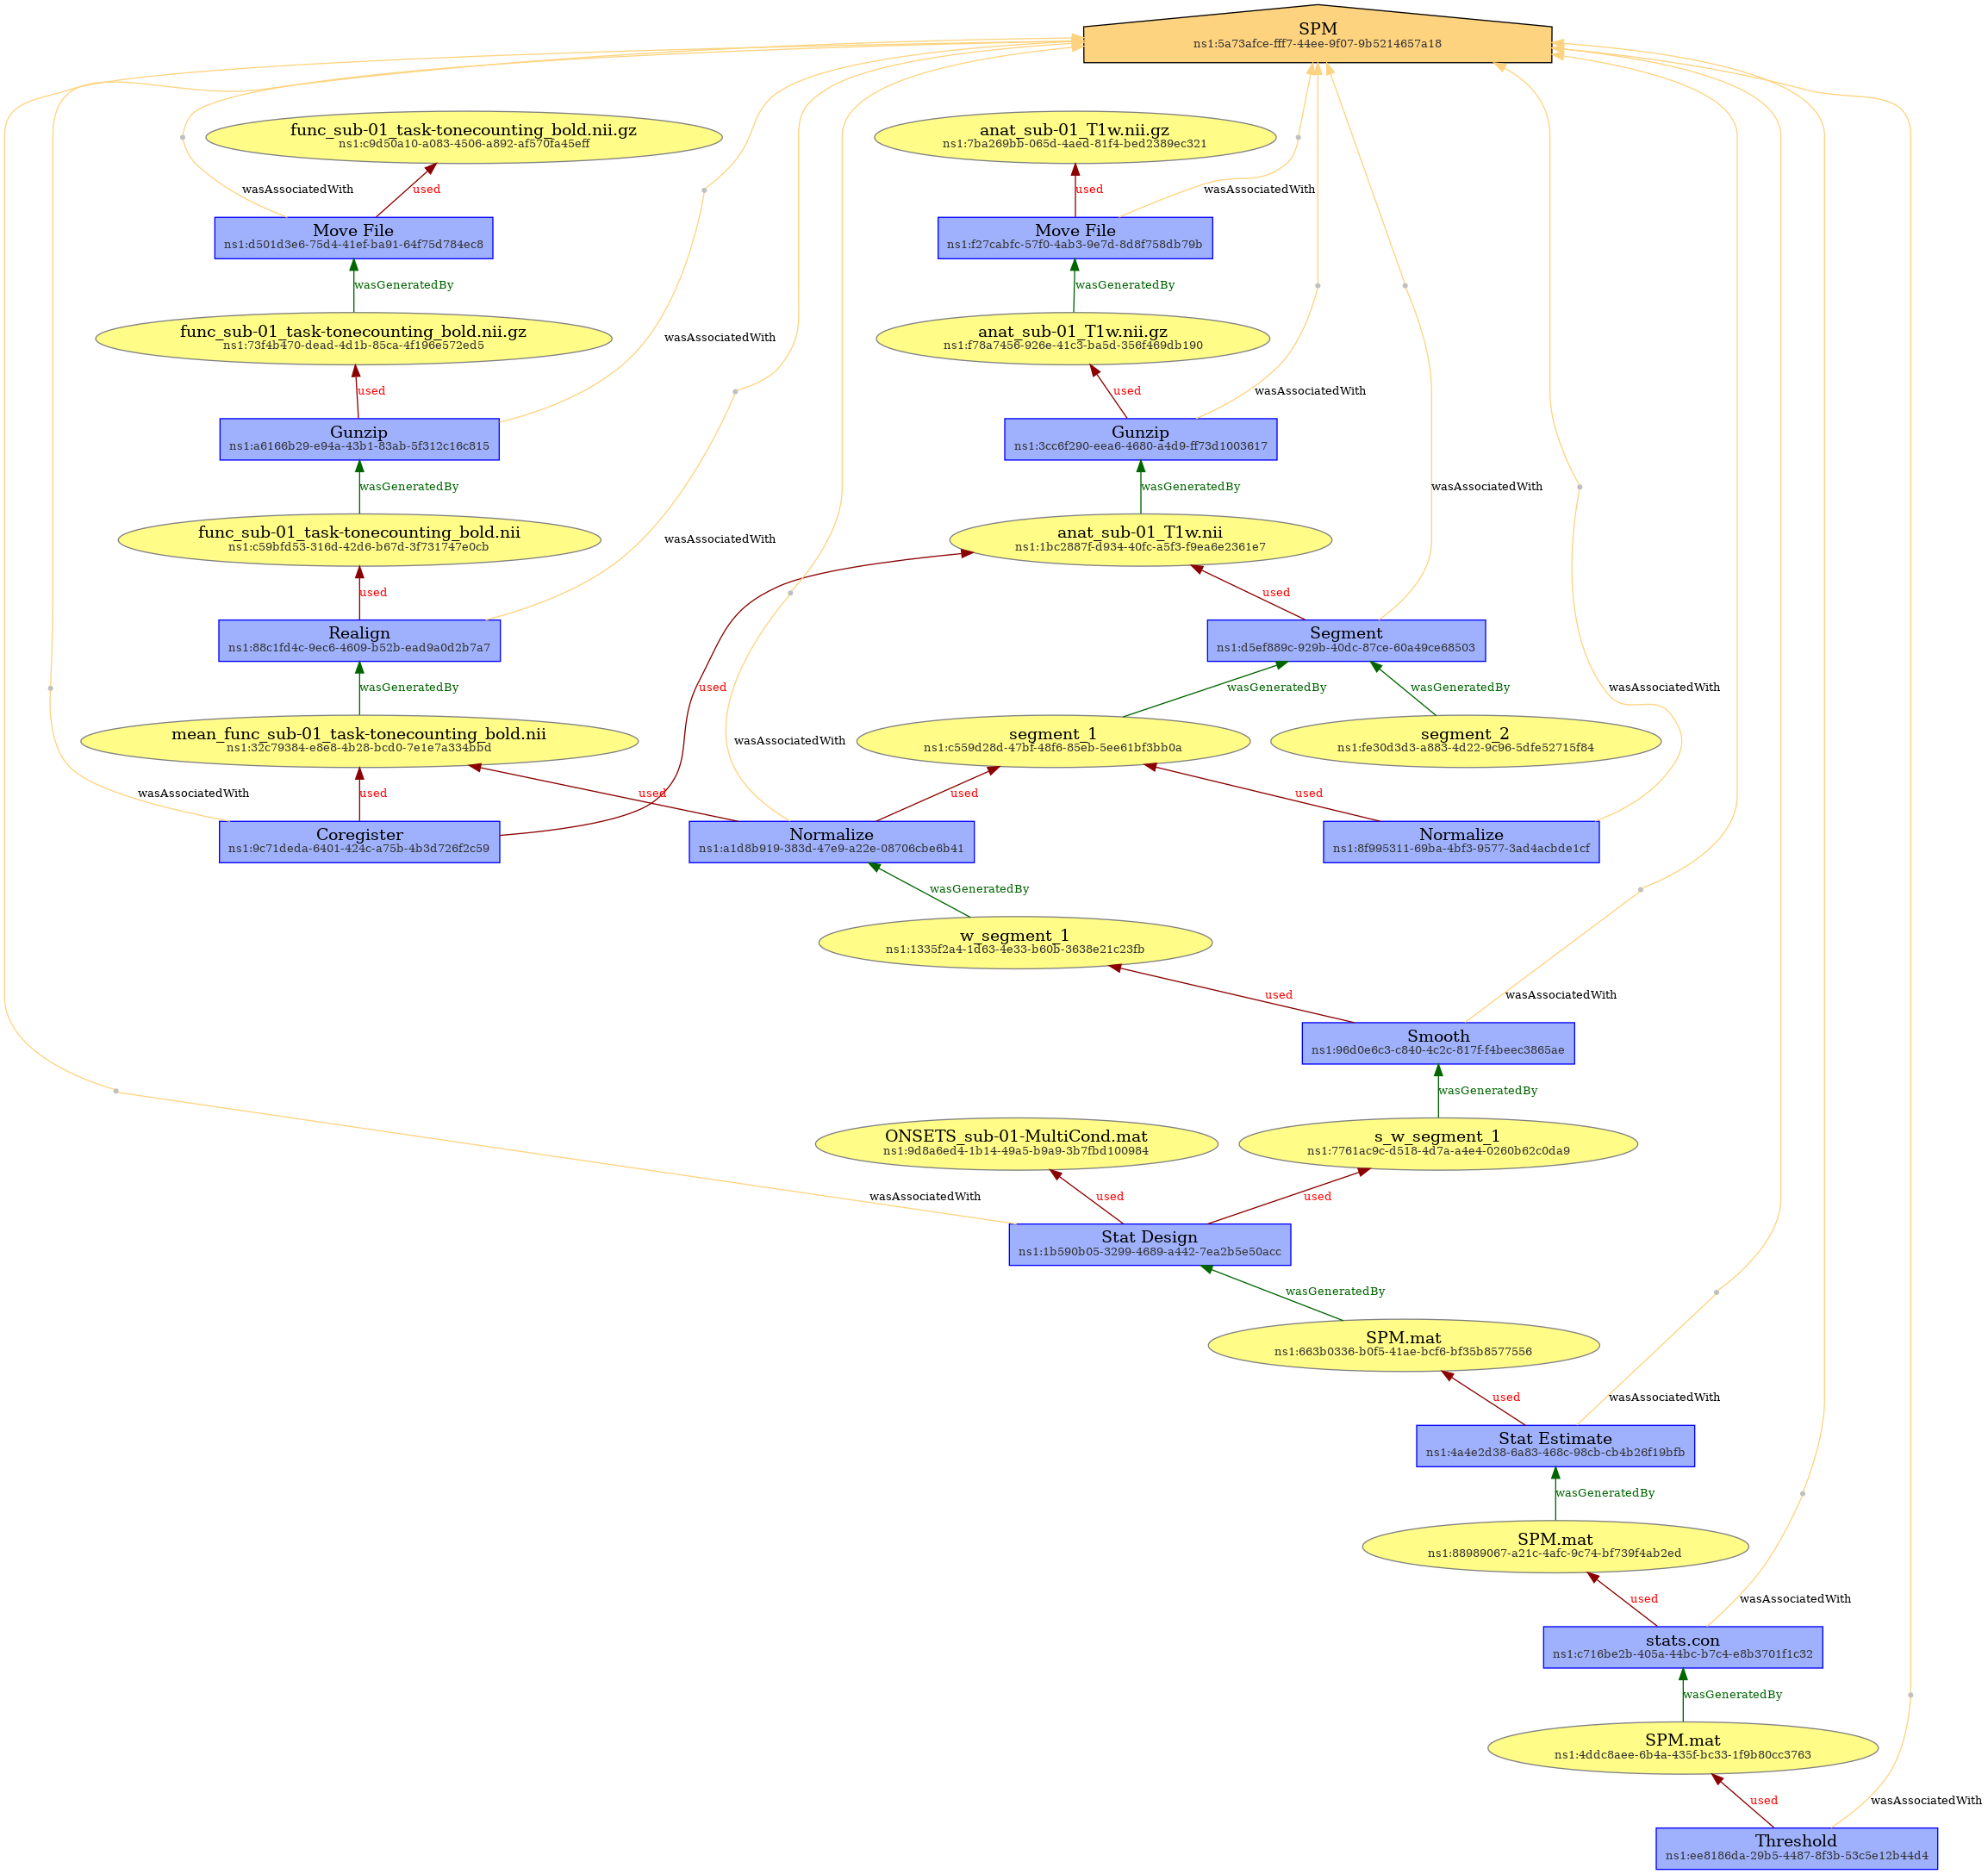 SPM
ns1:5a73afce-fff7-44ee-9f07-9b5214657a18
func_sub-01_task-tonecounting_bold.nii.gz
ns1:c9d50a10-a083-4506-a892-af570fa45eff
anat_sub-01_T1w.nii.gz
ns1:7ba269bb-065d-4aed-81f4-bed2389ec321
wasAssociatedWith
used
used
wasAssociatedWith
Move File
ns1:d501d3e6-75d4-41ef-ba91-64f75d784ec8
Move File
ns1:f27cabfc-57f0-4ab3-9e7d-8d8f758db79b
wasGeneratedBy
wasGeneratedBy
func_sub-01_task-tonecounting_bold.nii.gz
ns1:73f4b470-dead-4d1b-85ca-4f196e572ed5
wasAssociatedWith
anat_sub-01_T1w.nii.gz
ns1:f78a7456-926e-41c3-ba5d-356f469db190
used
used
wasAssociatedWith
Gunzip
ns1:a6166b29-e94a-43b1-83ab-5f312c16c815
Gunzip
ns1:3cc6f290-eea6-4680-a4d9-ff73d1003617
wasGeneratedBy
wasGeneratedBy
wasAssociatedWith
func_sub-01_task-tonecounting_bold.nii
ns1:c59bfd53-316d-42d6-b67d-3f731747e0cb
wasAssociatedWith
anat_sub-01_T1w.nii
ns1:1bc2887f-d934-40fc-a5f3-f9ea6e2361e7
used
used
Realign
ns1:88c1fd4c-9ec6-4609-b52b-ead9a0d2b7a7
Segment
ns1:d5ef889c-929b-40dc-87ce-60a49ce68503
wasGeneratedBy
used
wasGeneratedBy
wasGeneratedBy
wasAssociatedWith
mean_func_sub-01_task-tonecounting_bold.nii
ns1:32c79384-e8e8-4b28-bcd0-7e1e7a334bbd
wasAssociatedWith
segment_1
ns1:c559d28d-47bf-48f6-85eb-5ee61bf3bb0a
segment_2
ns1:fe30d3d3-a883-4d22-9c96-5dfe52715f84
wasAssociatedWith
used
used
used
used
Coregister
ns1:9c71deda-6401-424c-a75b-4b3d726f2c59
Normalize
ns1:a1d8b919-383d-47e9-a22e-08706cbe6b41
Normalize
ns1:8f995311-69ba-4bf3-9577-3ad4acbde1cf
wasGeneratedBy
w_segment_1
ns1:1335f2a4-1d63-4e33-b60b-3638e21c23fb
used
wasAssociatedWith
Smooth
ns1:96d0e6c3-c840-4c2c-817f-f4beec3865ae
wasGeneratedBy
ONSETS_sub-01-MultiCond.mat
ns1:9d8a6ed4-1b14-49a5-b9a9-3b7fbd100984
s_w_segment_1
ns1:7761ac9c-d518-4d7a-a4e4-0260b62c0da9
wasAssociatedWith
used
used
Stat Design
ns1:1b590b05-3299-4689-a442-7ea2b5e50acc
wasGeneratedBy
SPM.mat
ns1:663b0336-b0f5-41ae-bcf6-bf35b8577556
used
wasAssociatedWith
Stat Estimate
ns1:4a4e2d38-6a83-468c-98cb-cb4b26f19bfb
wasGeneratedBy
SPM.mat
ns1:88989067-a21c-4afc-9c74-bf739f4ab2ed
used
wasAssociatedWith
stats.con
ns1:c716be2b-405a-44bc-b7c4-e8b3701f1c32
wasGeneratedBy
SPM.mat
ns1:4ddc8aee-6b4a-435f-bc33-1f9b80cc3763
used
wasAssociatedWith
Threshold
ns1:ee8186da-29b5-4487-8f3b-53c5e12b44d4